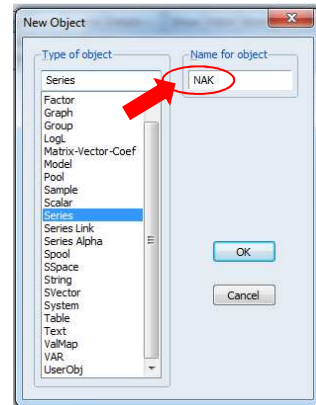 New Object
Type of object
Name for object
Series
NAK
Factor
Graph
Group
LogL
Matrix-Vector-Coef
Model
Pool
Sample
Scalar
Series
Series Link
Series Alpha
Spool
SSpace
String
SVector
System
Table
Text
ValMap
VAR
UserObj
OK
Cancel